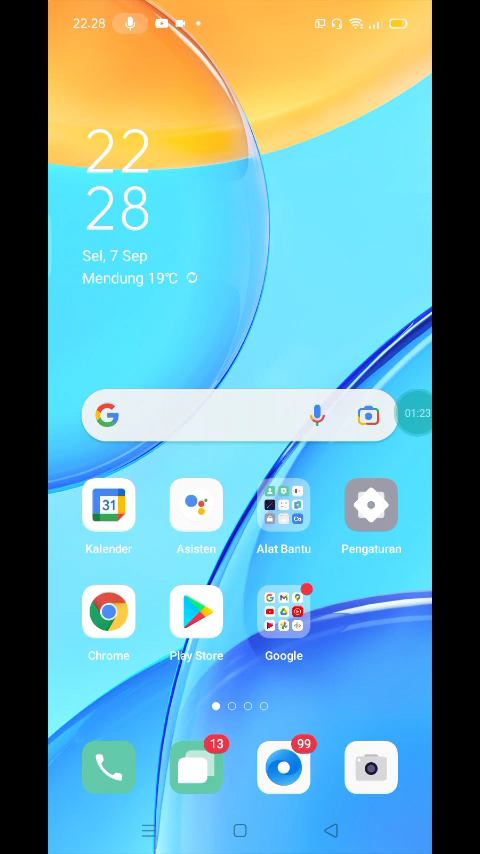 22.28
22
28
Sel, 7 Sep
Mendung 19°C
01:23
31
Kalender
Asisten
Alat Bantu
Pengaturan
Chrome
Play Store
Google
13
99